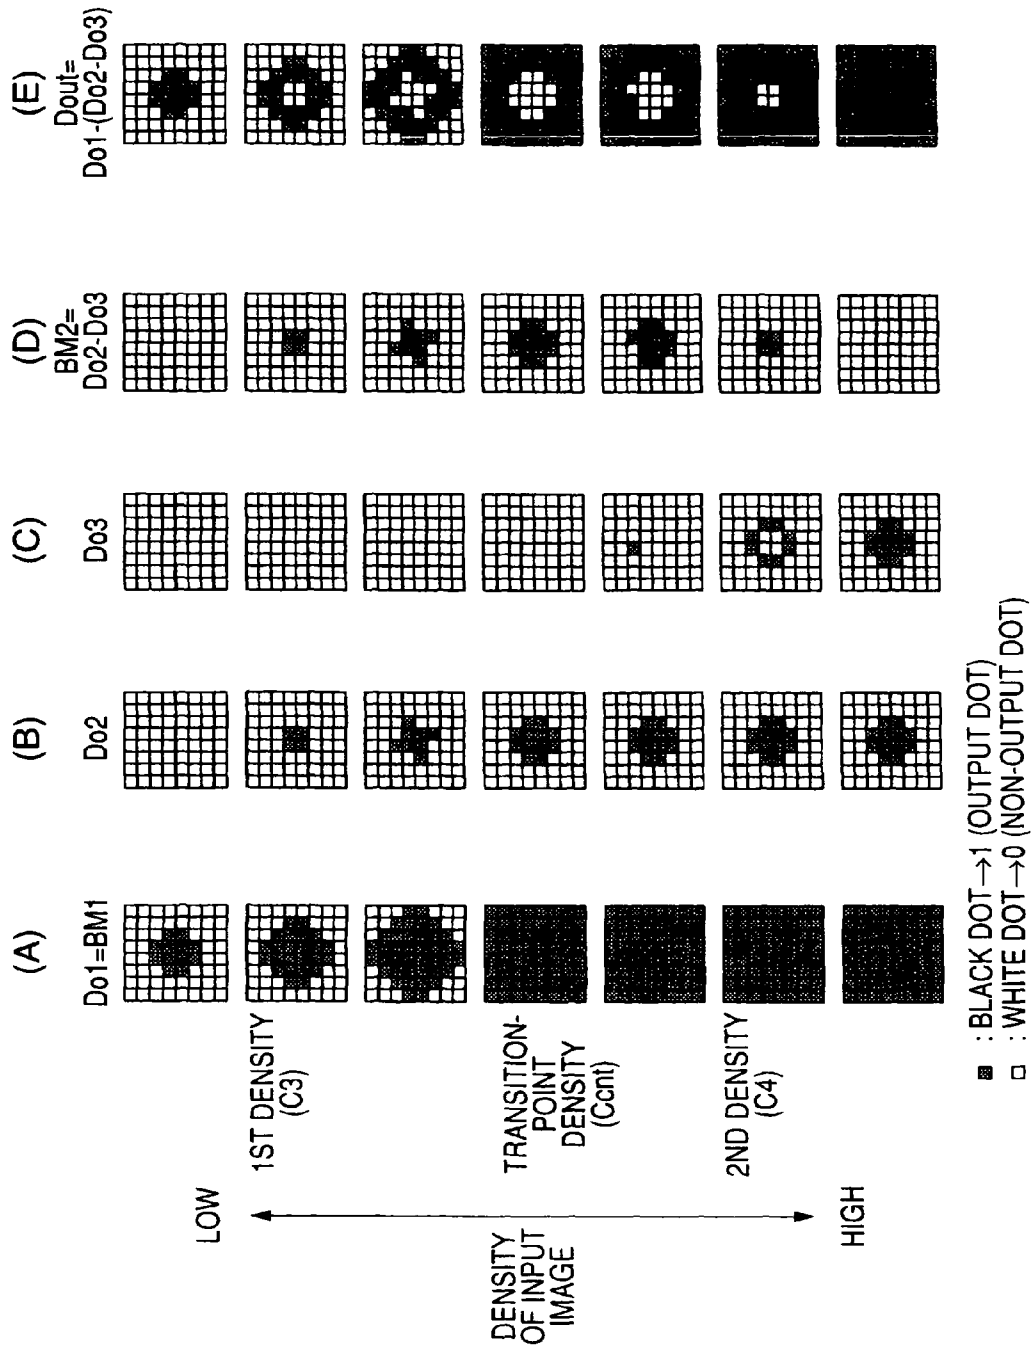 (A)
Do1=BM1
(B)
Do2
(C)
Do3
(D)
BM2=
Do2-Do3
(E)
Dout=
Do1-(Do2-Do3)
LOW
1ST DENSITY
(C3)
TRANSITION-
POINT
DENSITY
(Ccnt)
2ND DENSITY
(C4)
HIGH
DENSITY
OF INPUT
IMAGE
: BLACK DOT→1 (OUTPUT DOT)
: WHITE DOT→0 (NON-OUTPUT DOT)